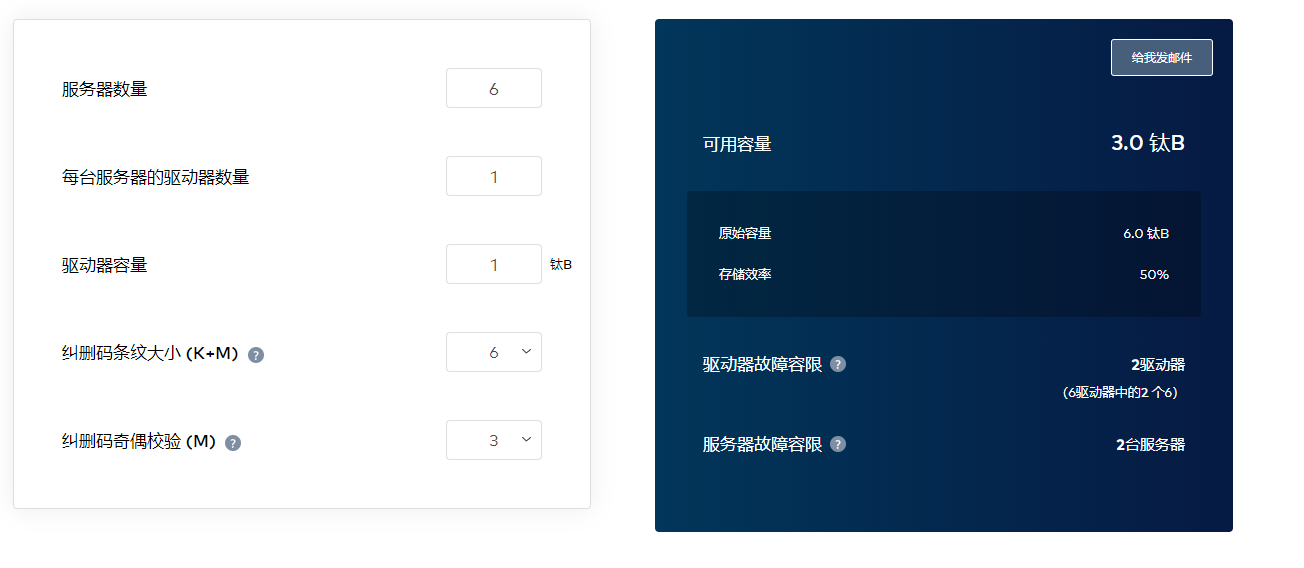 服务器数量
6
每台服务器的驱动器数量
1
驱动器容量
1 钛B
纠删码条纹大小 (K+M) ?
6
纠删码奇偶校验 (M) ?
3
给我发邮件
可用容量
3.0 钛B
原始容量
6.0 钛B
存储效率
50%
驱动器故障容限 ?
2驱动器
(6驱动器中的2 个6)
服务器故障容限 ?
2台服务器